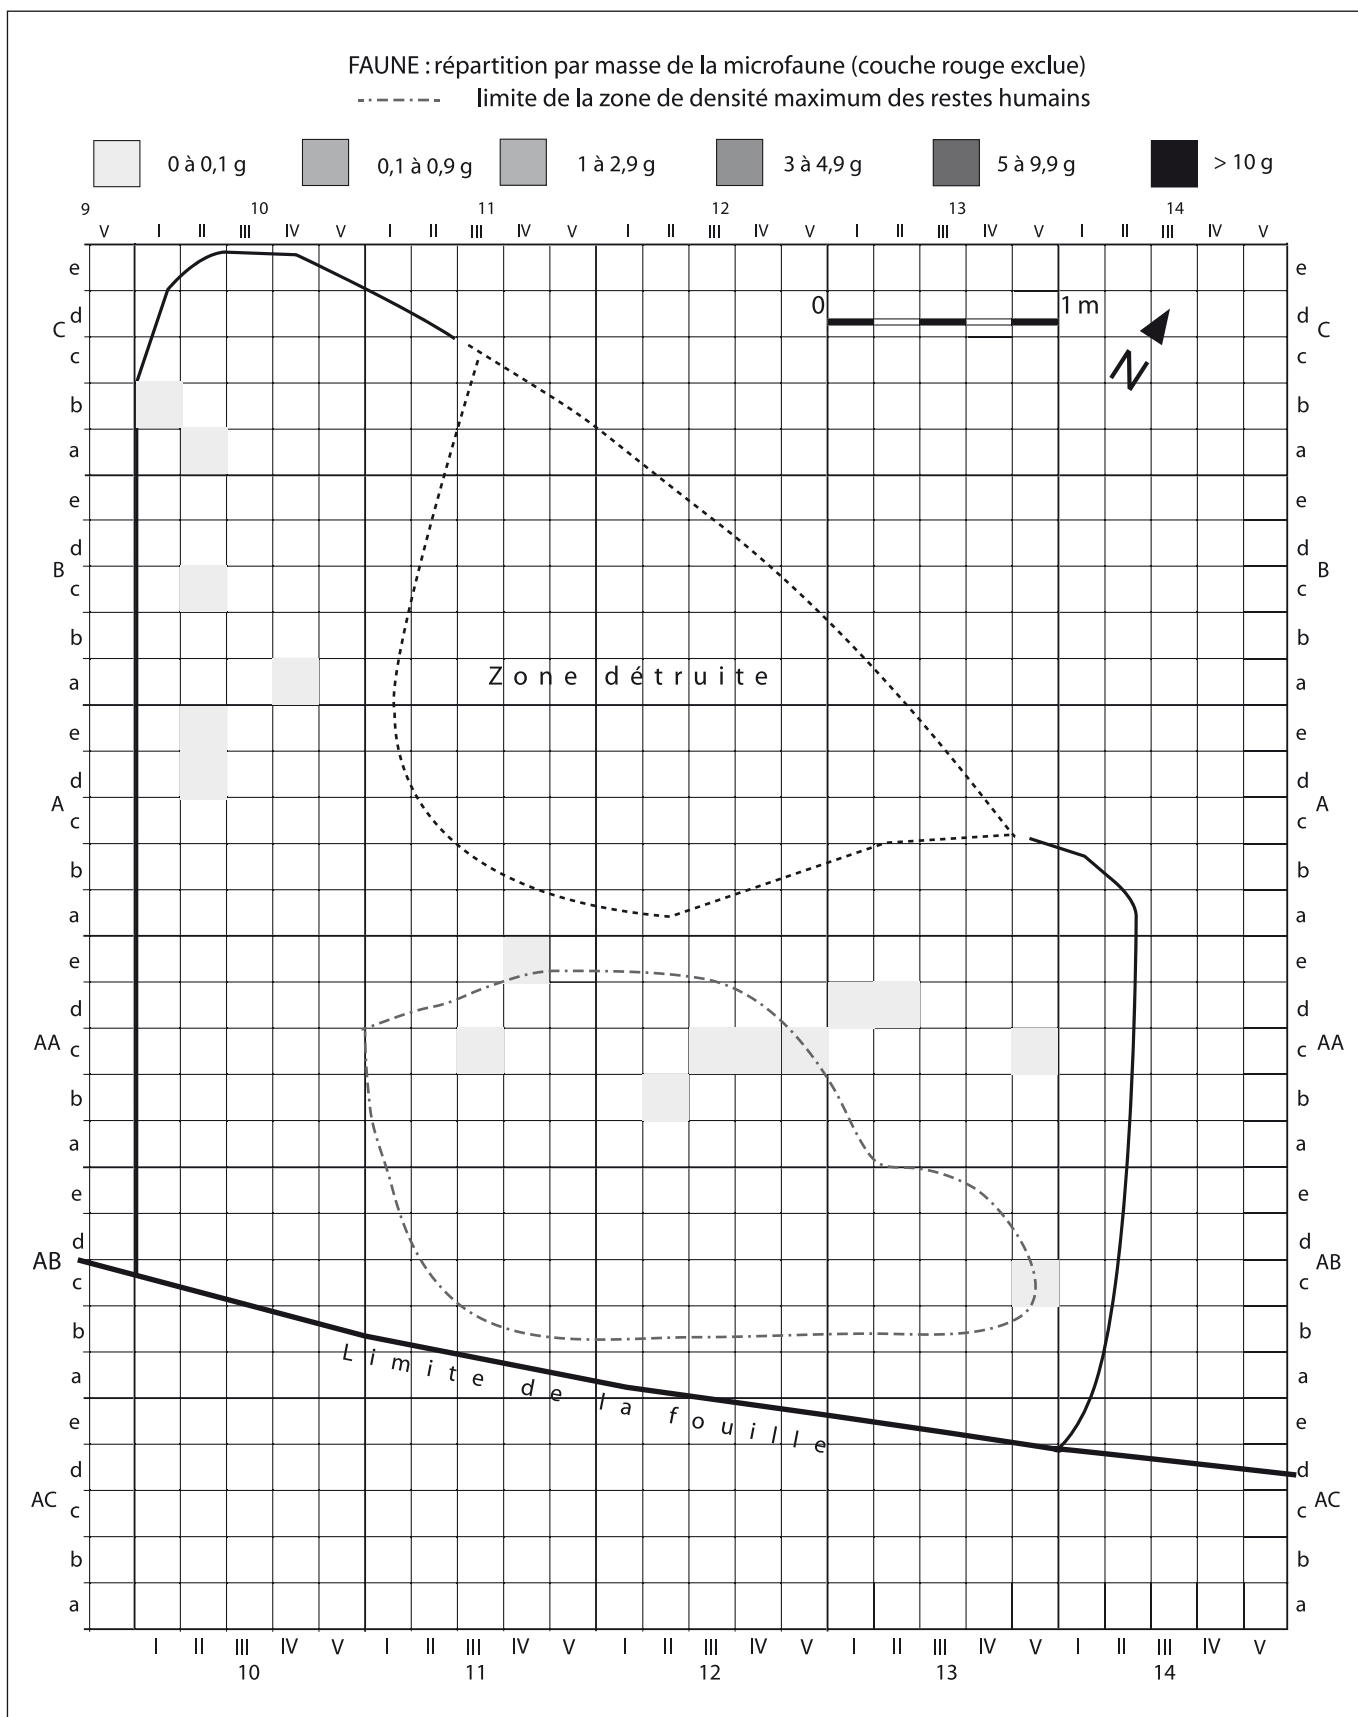 FAUNE : répartition par masse de la microfaune (couche rouge exclue)
limite de la zone de densité maximum des restes humains
0 à 0,1 g 0,1 à 0,9 g 1 à 2,9 g 3 à 4,9 g 5 à 9,9 g > 10 g
9 10 11 12 13 14
V I II III IV V I II III IV V I II III IV V I II III IV V I II III IV V
e e
0 1 m
d d
C C
c c
N
b b
a a
e e
d d
B B
c c
b b
a Zone détruite a
e e
d d
A A
c c
b b
a a
e e
d d
AA c c AA
b b
a a
e e
d d
AB AB
c c
b b
Limite de la fouille
a a
e e
d d
AC AC
c c
b b
a a
I II III IV V I II III IV V I II III IV V I II III IV V I II III IV V
10 11 12 13 14